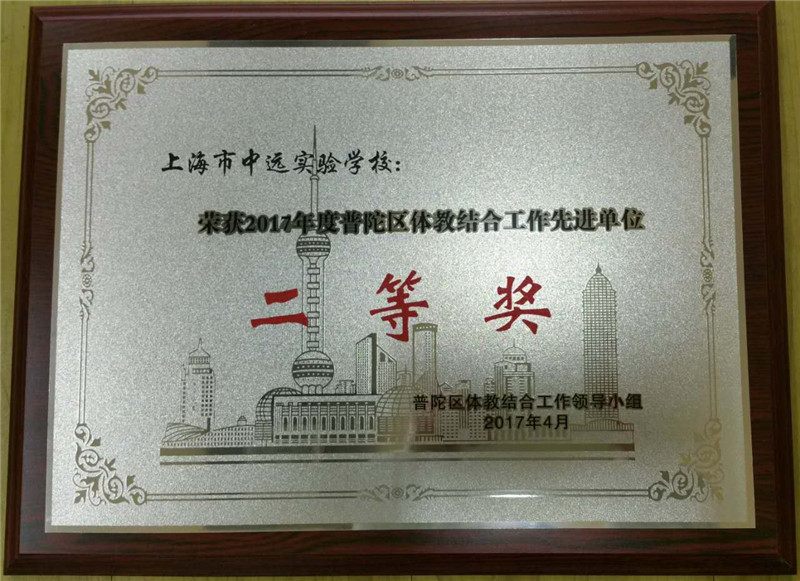 上海市中远实验学校：
荣获2017年度普陀区体教结合工作先进单位
二等奖
普陀区体教结合工作领导小组
2017年4月